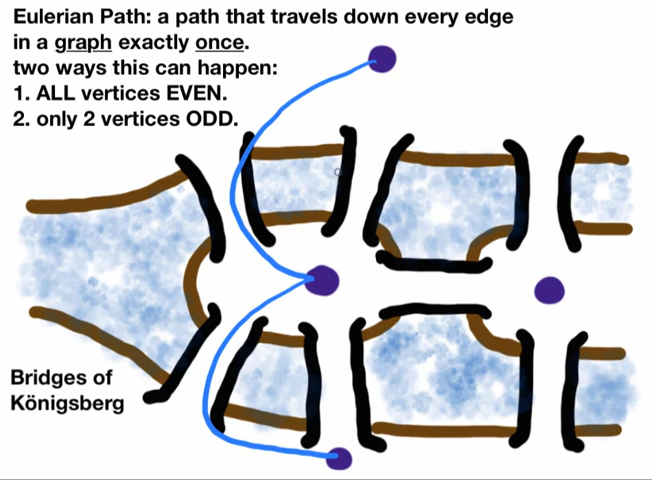 Eulerian Path: a path that travels down every edge
in a graph exactly once.
two ways this can happen:
1. ALL vertices EVEN.
2. only 2 vertices ODD.
Bridges of
Königsberg